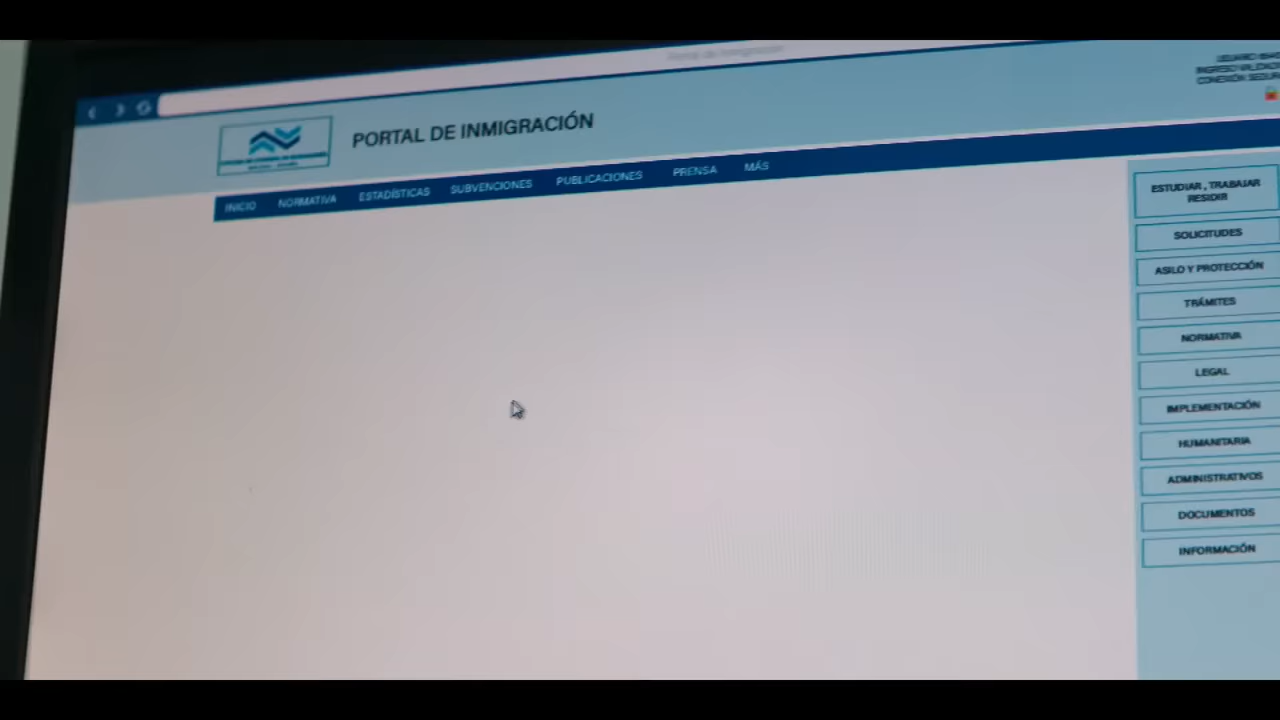 PORTAL DE INMIGRACIÓN
INICIO
NORMATIVA
ESTADÍSTICAS
SUBVENCIONES
PUBLICACIONES
PRENSA
MÁS
ESTUDIAR , TRABAJAR
RESIDIR
SOLICITUDES
ASILO Y PROTECCIÓN
TRÁMITES
NORMATIVA
LEGAL
IMPLEMENTACIÓN
HUMANITARIA
ADMINISTRATIVOS
DOCUMENTOS
INFORMACIÓN